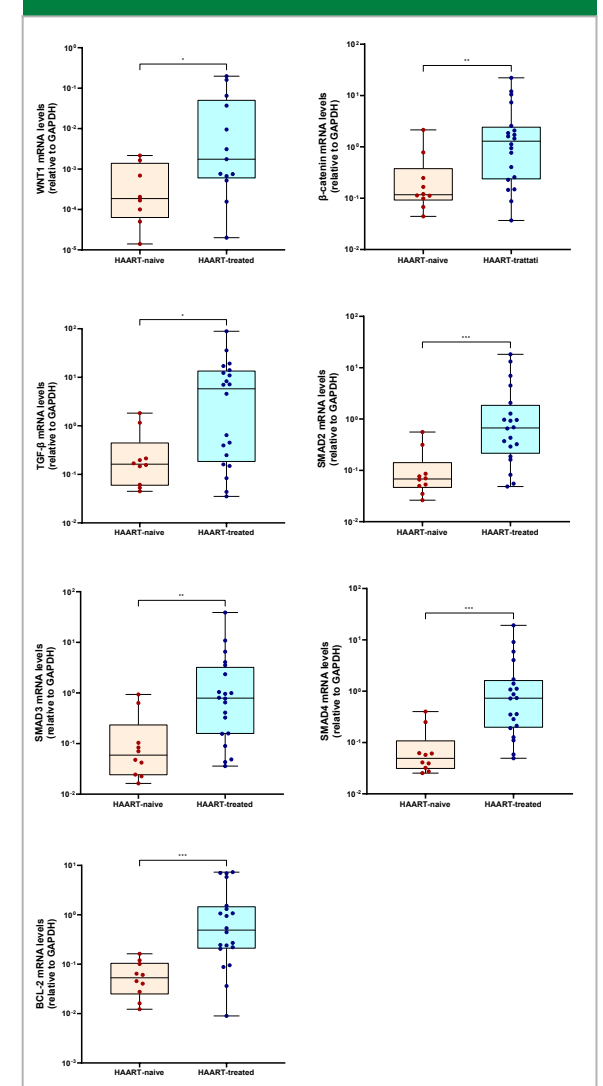 WNT1 mRNA levels
(relative to GAPDH)
10⁰
10⁻¹
10⁻²
10⁻³
10⁻⁴
10⁻⁵
*
HAART-naive HAART-treated
β-catenin mRNA levels
(relative to GAPDH)
10²
10¹
10⁰
10⁻¹
10⁻²
**
HAART-naive HAART-trattati
TGF-β mRNA levels
(relative to GAPDH)
10²
10¹
10⁰
10⁻¹
10⁻²
*
HAART-naive HAART-treated
SMAD2 mRNA levels
(relative to GAPDH)
10²
10¹
10⁰
10⁻¹
10⁻²
***
HAART-naive HAART-treated
SMAD3 mRNA levels
(relative to GAPDH)
10²
10¹
10⁰
10⁻¹
10⁻²
**
HAART-naive HAART-treated
SMAD4 mRNA levels
(relative to GAPDH)
10²
10¹
10⁰
10⁻¹
10⁻²
***
HAART-naive HAART-treated
BCL-2 mRNA levels
(relative to GAPDH)
10¹
10⁰
10⁻¹
10⁻²
10⁻³
***
HAART-naive HAART-treated